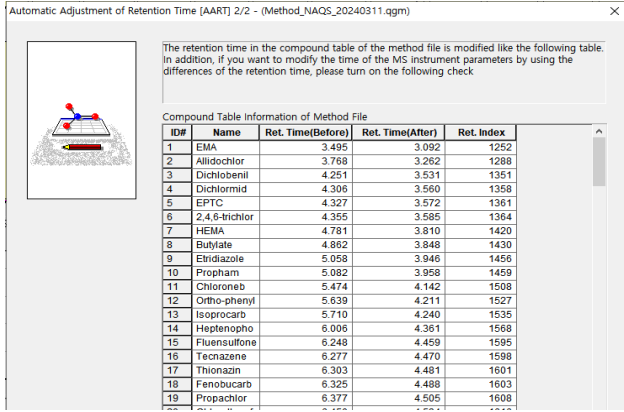 Automatic Adjustment of Retention Time [AART] 2/2 - (Method_NAQS_20240311.qgm)
The retention time in the compound table of the method file is modified like the following table.
In addition, if you want to modify the time of the MS instrument parameters by using the
differences of the retention time, please turn on the following check
Compound Table Information of Method File
ID# Name Ret. Time(Before) Ret. Time(After) Ret. Index
1 EMA 3.495 3.092 1252
2 Allidochlor 3.768 3.262 1288
3 Dichlobenil 4.251 3.531 1351
4 Dichlormid 4.306 3.560 1358
5 EPTC 4.327 3.572 1361
6 2,4,6-trichlor 4.355 3.585 1364
7 HEMA 4.781 3.810 1420
8 Butylate 4.862 3.848 1430
9 Etridiazole 5.058 3.946 1456
10 Propham 5.082 3.958 1459
11 Chloroneb 5.474 4.142 1508
12 Ortho-phenyl 5.639 4.211 1527
13 Isoprocarb 5.710 4.240 1535
14 Heptenopho 6.006 4.361 1568
15 Fluensulfone 6.248 4.459 1595
16 Tecnazene 6.277 4.470 1598
17 Thionazin 6.303 4.481 1601
18 Fenobucarb 6.325 4.488 1603
19 Propachlor 6.377 4.505 1608